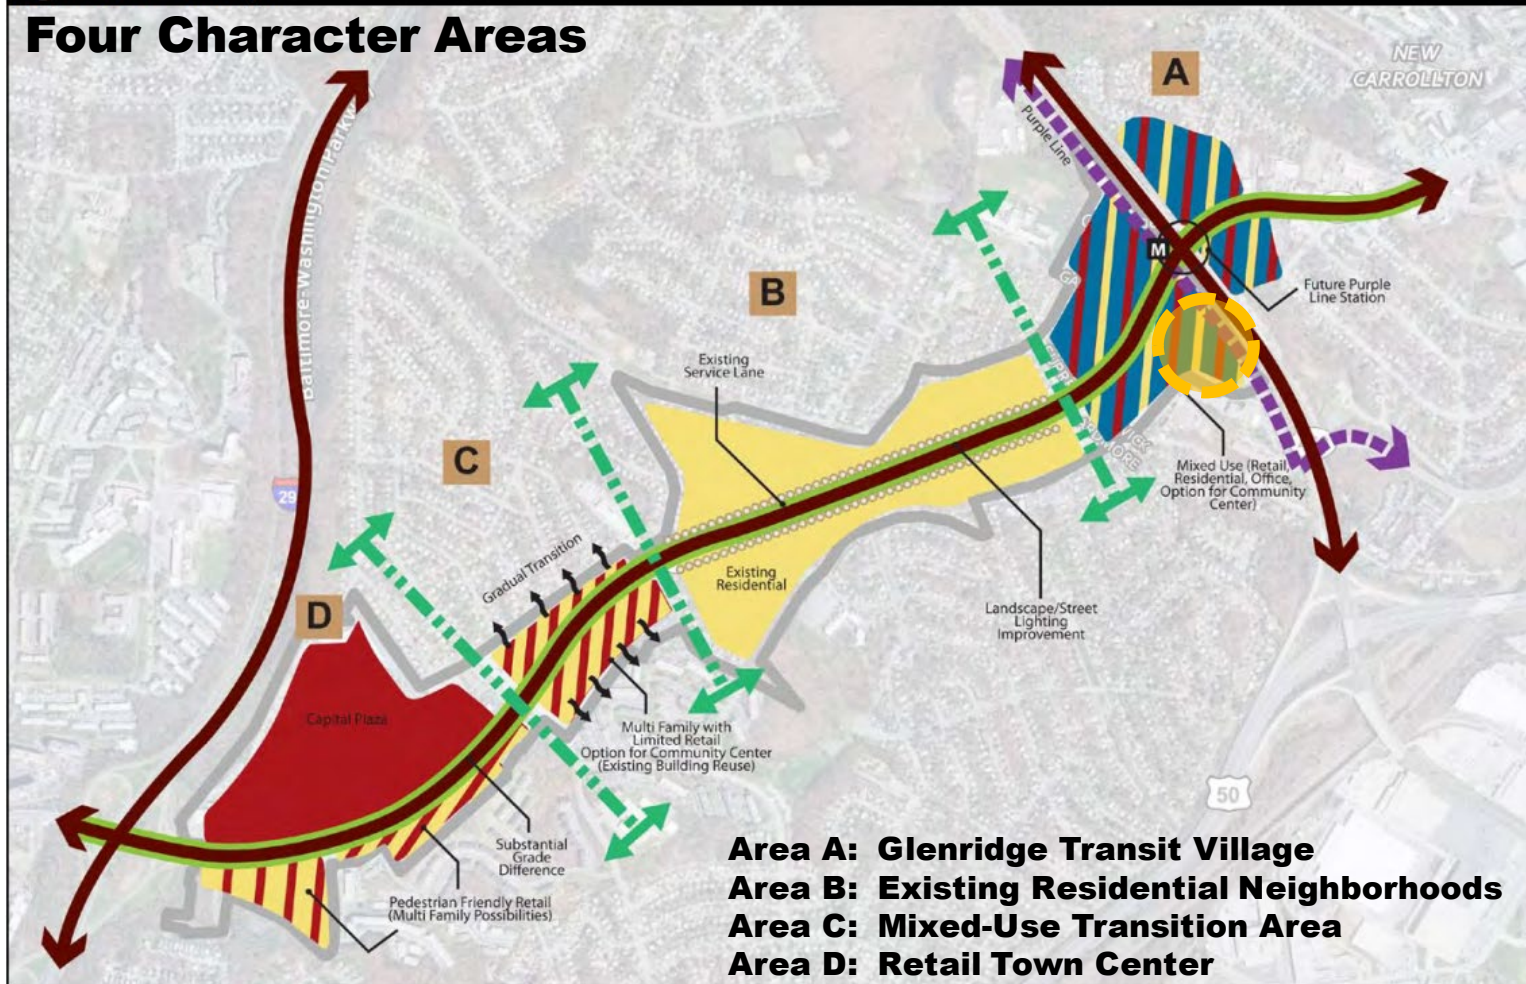 Four Character Areas
NEW
CARROLLTON
A
Purple Line
Baltimore-Washington Parkway
M
B
Future Purple
Line Station
Existing
Service Lane
C
Mixed Use (Retail,
Residential, Office,
Option for Community
Center)
29
Gradual Transition
Existing
Residential
Landscape/Street
Lighting
Improvement
D
Capital Plaza
Multi Family with
Limited Retail
Option for Community Center
(Existing Building Reuse)
50
Substantial
Grade
Difference
Pedestrian Friendly Retail
(Multi Family Possibilities)
Area A: Glenridge Transit Village
Area B: Existing Residential Neighborhoods
Area C: Mixed-Use Transition Area
Area D: Retail Town Center